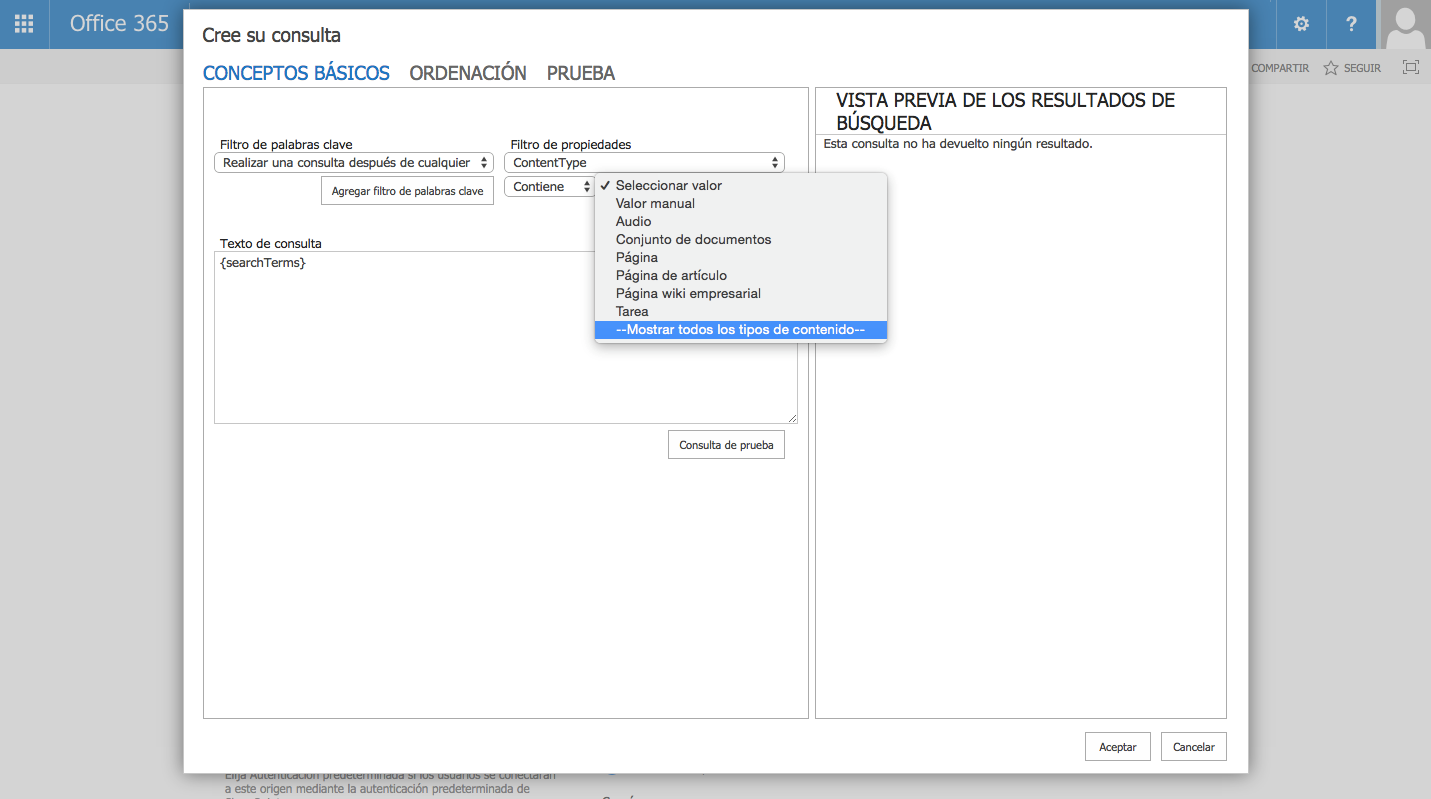 Office 365
?
COMPARTIR
SEGUIR
Cree su consulta
CONCEPTOS BÁSICOS
ORDENACIÓN
PRUEBA
Filtro de palabras clave
Realizar una consulta después de cualquier
Agregar filtro de palabras clave
Filtro de propiedades
ContentType
Contiene
✓ Seleccionar valor
Valor manual
Audio
Conjunto de documentos
Página
Página de artículo
Página wiki empresarial
Tarea
--Mostrar todos los tipos de contenido--
Texto de consulta
{searchTerms}
Consulta de prueba
VISTA PREVIA DE LOS RESULTADOS DE
BÚSQUEDA
Esta consulta no ha devuelto ningún resultado.
Aceptar
Cancelar
Elija Autenticación predeterminada si los usuarios se conectarán
a este origen mediante la autenticación predeterminada de